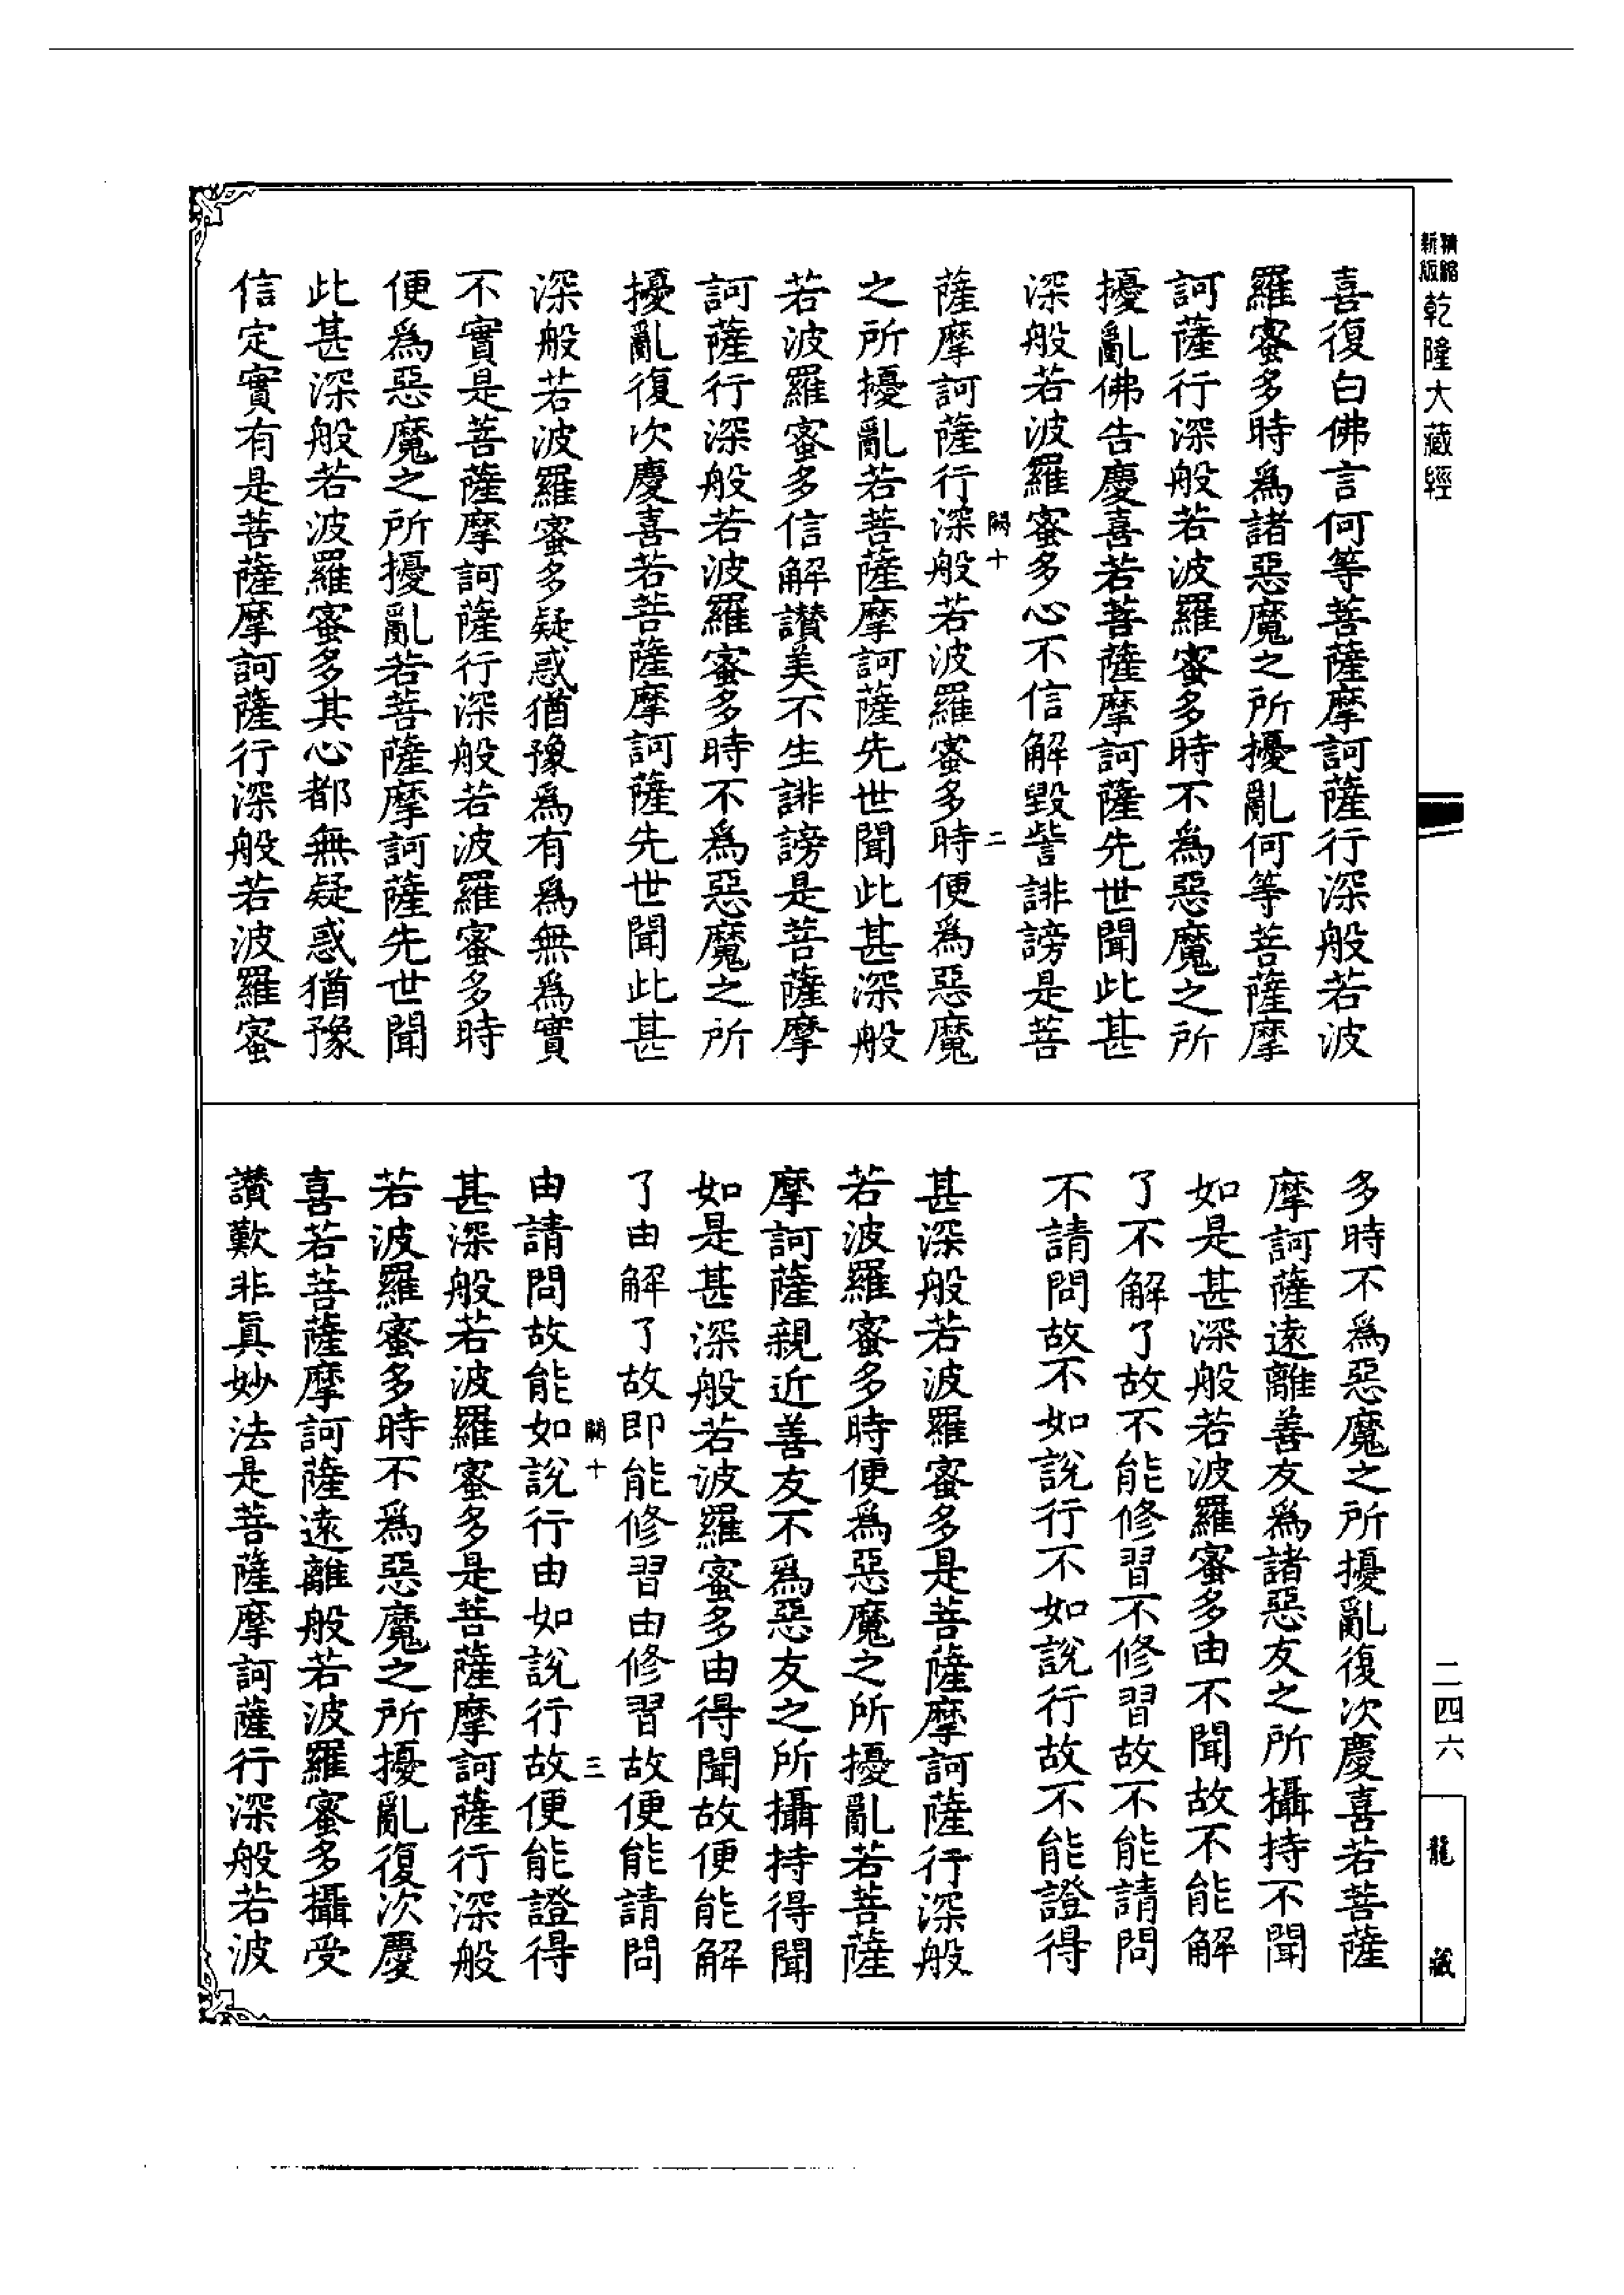 精縮
新版
乾隆大藏經
喜復白佛言何等菩薩摩訶薩行深般若波
羅蜜多時爲諸惡魔之所擾亂何等菩薩摩
訶薩行深般若波羅蜜多時不爲惡魔之所
擾亂佛告慶喜若菩薩摩訶薩先世聞此甚
深般若波羅蜜多心不信解毀訾誹謗是菩
薩摩訶薩行深般若波羅蜜多時便爲惡魔
之所擾亂若菩薩摩訶薩先世聞此甚深般
若波羅蜜多信解讃美不生誹謗是菩薩摩
訶薩行深般若波羅蜜多時不爲惡魔之所
擾亂復次慶喜若菩薩摩訶薩先世聞此甚
深般若波羅蜜多疑惑猶豫爲有爲無爲實
不實是菩薩摩訶薩行深般若波羅蜜多時
便爲惡魔之所擾亂若菩薩摩訶薩先世聞
此甚深般若波羅蜜多其心都無疑惑猶豫
信定實有是菩薩摩訶薩行深般若波羅蜜
多時不爲惡魔之所擾亂復次慶喜若菩薩
摩訶薩遠離善友爲諸惡友之所攝持不聞
如是甚深般若波羅蜜多由不聞故不能解
了不解了故不能修習不修習故不能請問
不請問故不如說行不如說行故不能證得
甚深般若波羅蜜多是菩薩摩訶薩行深般
若波羅蜜多時便爲惡魔之所擾亂若菩薩
摩訶薩親近善友不爲惡友之所攝持得聞
如是甚深般若波羅蜜多由得聞故便能解
了由解了故即能修習由修習故便能請問
由請問故能如說行由如說行故便能證得
甚深般若波羅蜜多是菩薩摩訶薩行深般
若波羅蜜多時不爲惡魔之所擾亂復次慶
喜若菩薩摩訶薩遠離般若波羅蜜多攝受
讃歎非眞妙法是菩薩摩訶薩行深般若波
十 二
十 三
二四六
龍藏